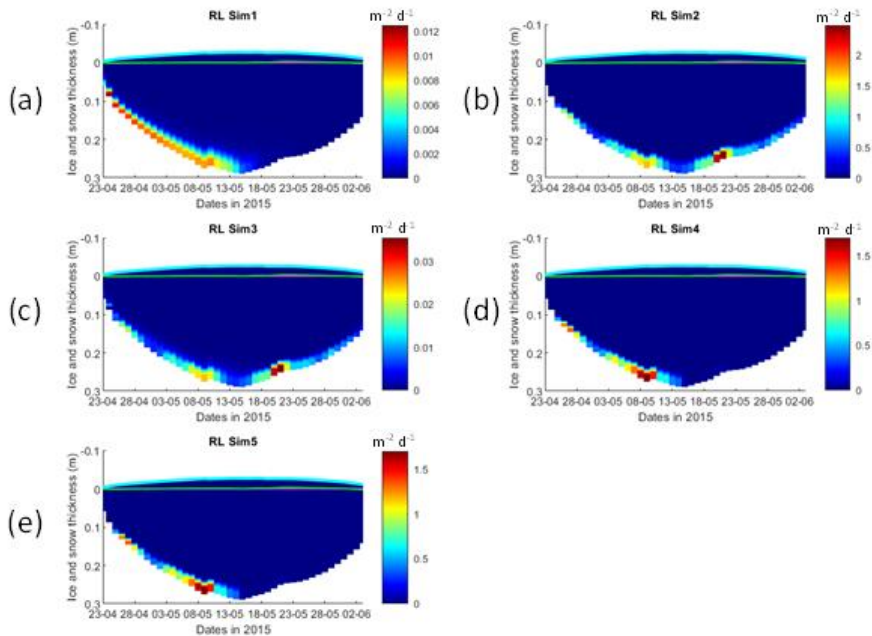 RL Sim1
m⁻² d⁻¹
(a)
Ice and snow thickness (m)
-0.1
0
0.1
0.2
0.3
23-04 28-04 03-05 08-05 13-05 18-05 23-05 28-05 02-06
Dates in 2015
0.012
0.01
0.008
0.006
0.004
0.002
0
RL Sim2
m⁻² d⁻¹
(b)
Ice and snow thickness (m)
-0.1
0
0.1
0.2
0.3
23-04 28-04 03-05 08-05 13-05 18-05 23-05 28-05 02-06
Dates in 2015
2
1.5
1
0.5
0
RL Sim3
m⁻² d⁻¹
(c)
Ice and snow thickness (m)
-0.1
0
0.1
0.2
0.3
23-04 28-04 03-05 08-05 13-05 18-05 23-05 28-05 02-06
Dates in 2015
0.03
0.02
0.01
0
RL Sim4
m⁻² d⁻¹
(d)
Ice and snow thickness (m)
-0.1
0
0.1
0.2
0.3
23-04 28-04 03-05 08-05 13-05 18-05 23-05 28-05 02-06
Dates in 2015
1.5
1
0.5
0
RL Sim5
m⁻² d⁻¹
(e)
Ice and snow thickness (m)
-0.1
0
0.1
0.2
0.3
23-04 28-04 03-05 08-05 13-05 18-05 23-05 28-05 02-06
Dates in 2015
1.5
1
0.5
0